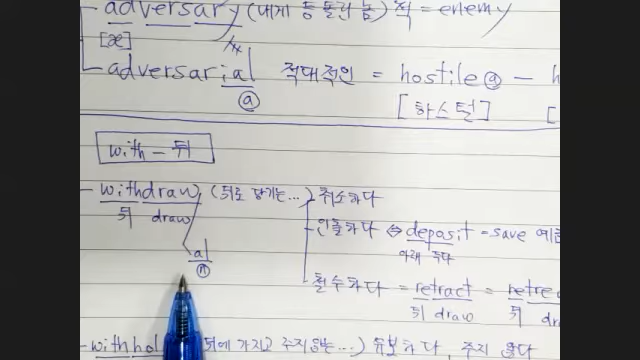 adversary (내게 등 돌린 놈) 적 = enemy
[æ]
adversarial 적대적인 = hostile ⓐ -
ⓐ [하스털] [
with - 뒤
- withdraw (뒤로 당기는...) 취소하다
뒤 draw
인출하다 ⇔ deposit = save
아래 두다
al
ⓝ
철수하다 = retract =
뒤 draw 뒤
뒤에 가지고 주지 않는...) 유보하다, 주지 않다